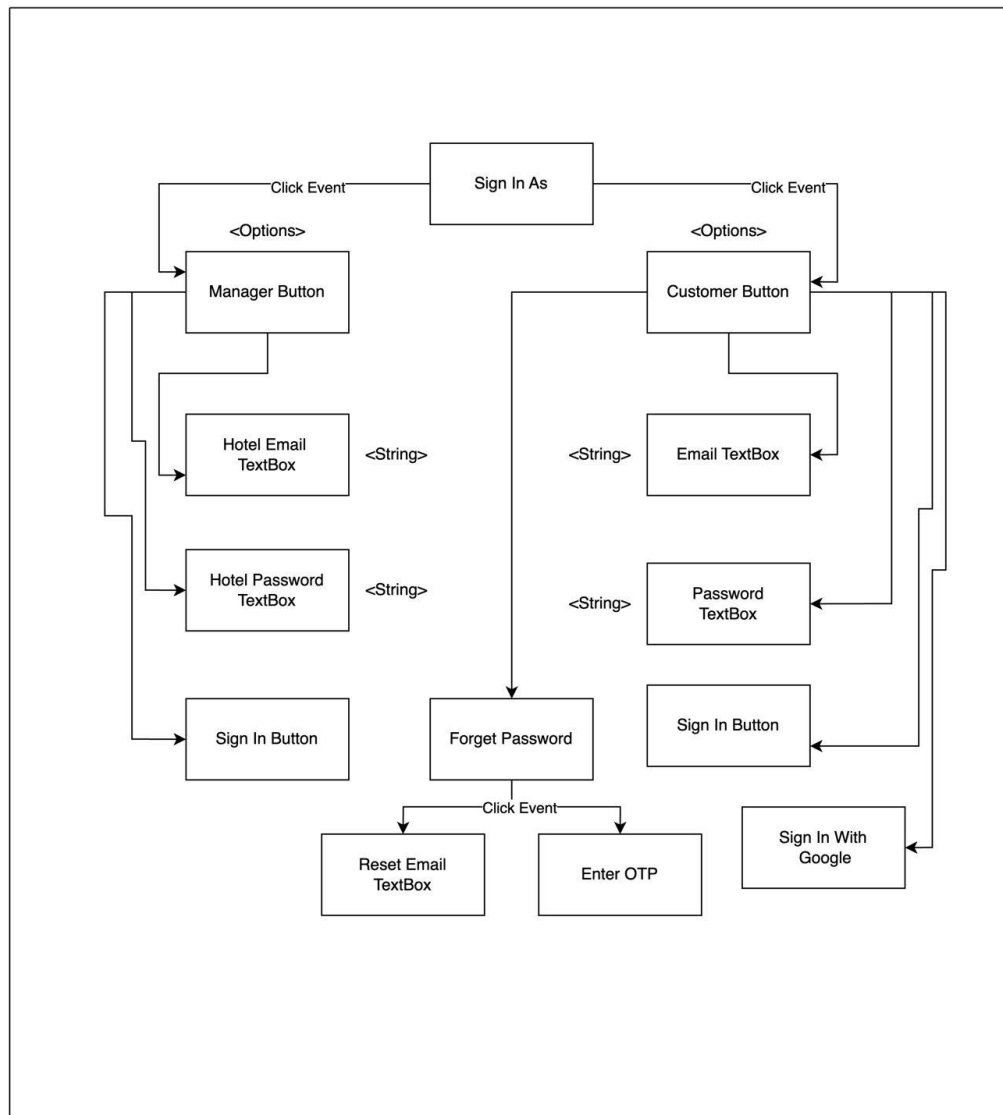 Sign In As
Click Event
Click Event
<Options>
<Options>
Manager Button
Customer Button
Hotel Email
TextBox
<String>
<String>
Email TextBox
Hotel Password
TextBox
<String>
<String>
Password
TextBox
Sign In Button
Forget Password
Sign In Button
Click Event
Reset Email
TextBox
Enter OTP
Sign In With
Google